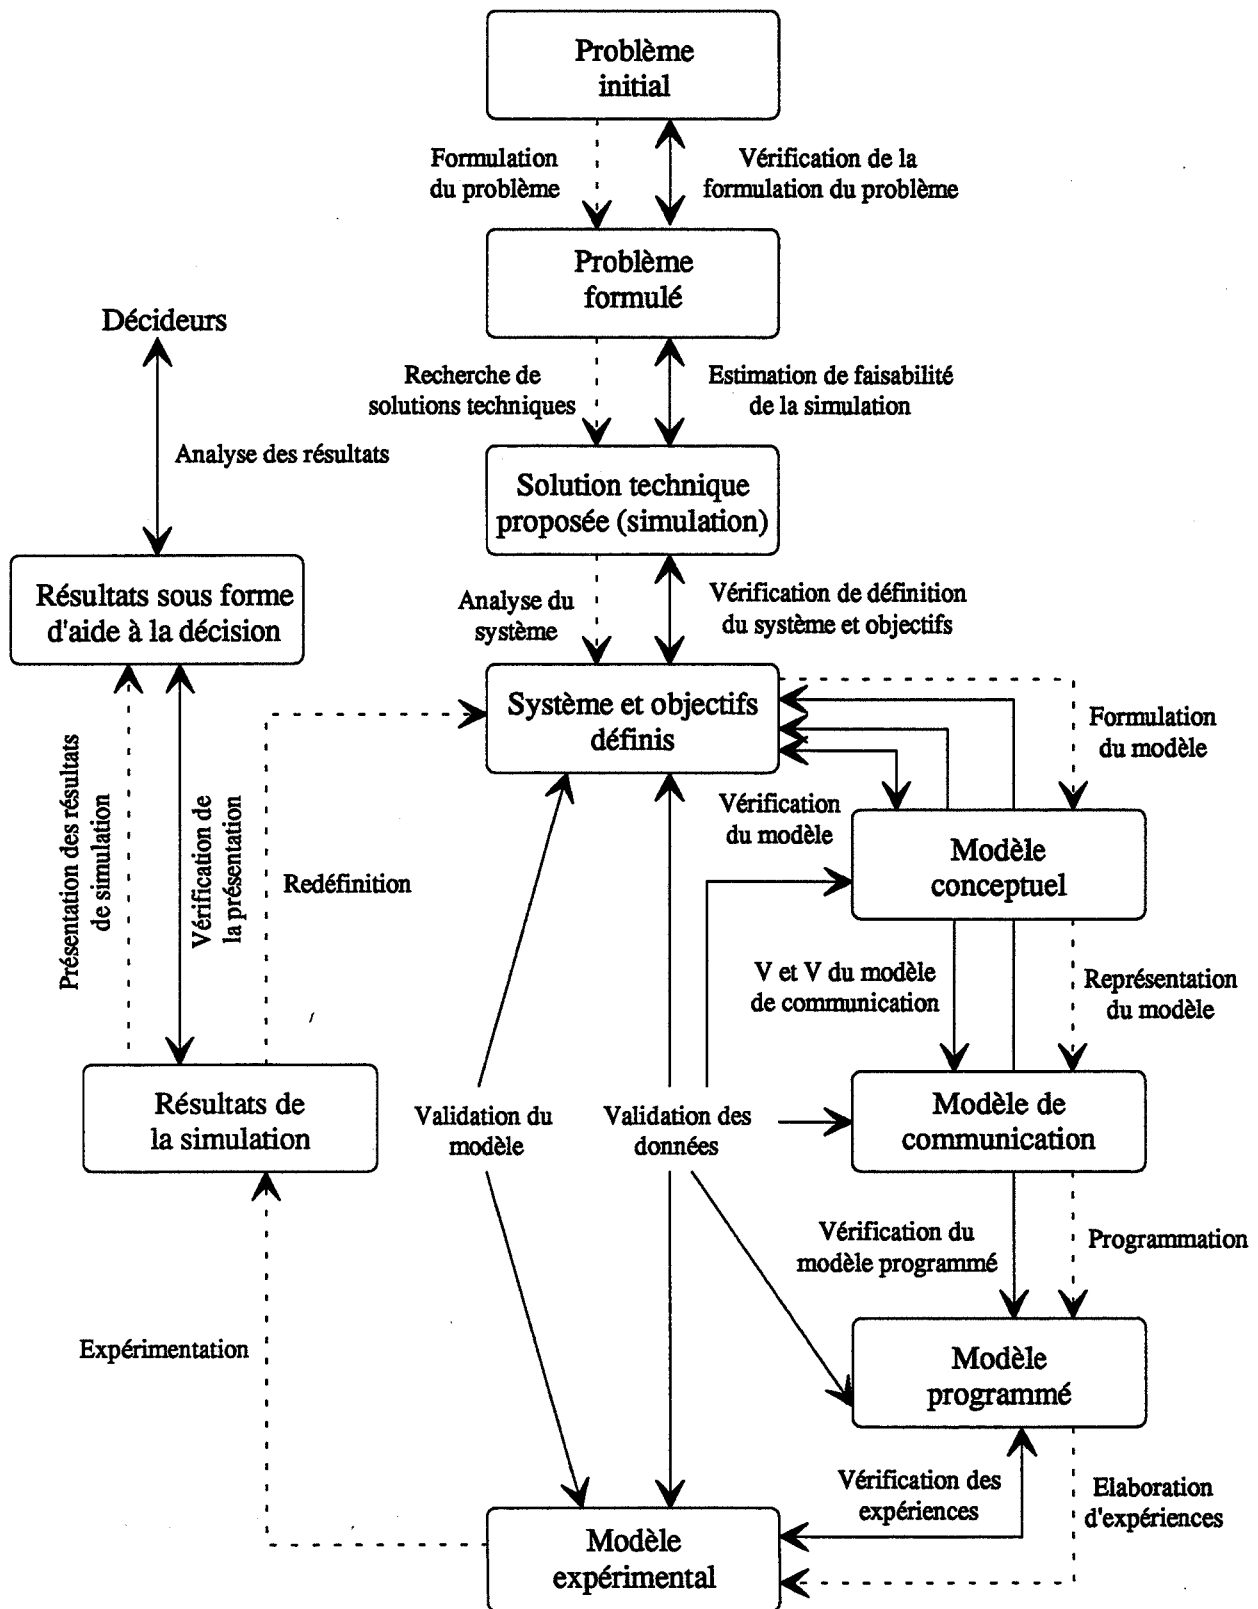 Problème
initial
Formulation
du problème
Vérification de la
formulation du problème
Problème
formulé
Décideurs
Recherche de
solutions techniques
Estimation de faisabilité
de la simulation
Analyse des résultats
Solution technique
proposée (simulation)
Résultats sous forme
d'aide à la décision
Analyse du
système
Vérification de définition
du système et objectifs
Système et objectifs
définis
Formulation
du modèle
Présentation des résultats
de simulation
Vérification de
la présentation
Redéfinition
Vérification
du modèle
Modèle
conceptuel
V et V du modèle
de communication
Représentation
du modèle
Résultats de
la simulation
Validation du
modèle
Validation des
données
Modèle de
communication
Vérification du
modèle programmé
Programmation
Expérimentation
Modèle
programmé
Vérification des
expériences
Elaboration
d'expériences
Modèle
expérimental